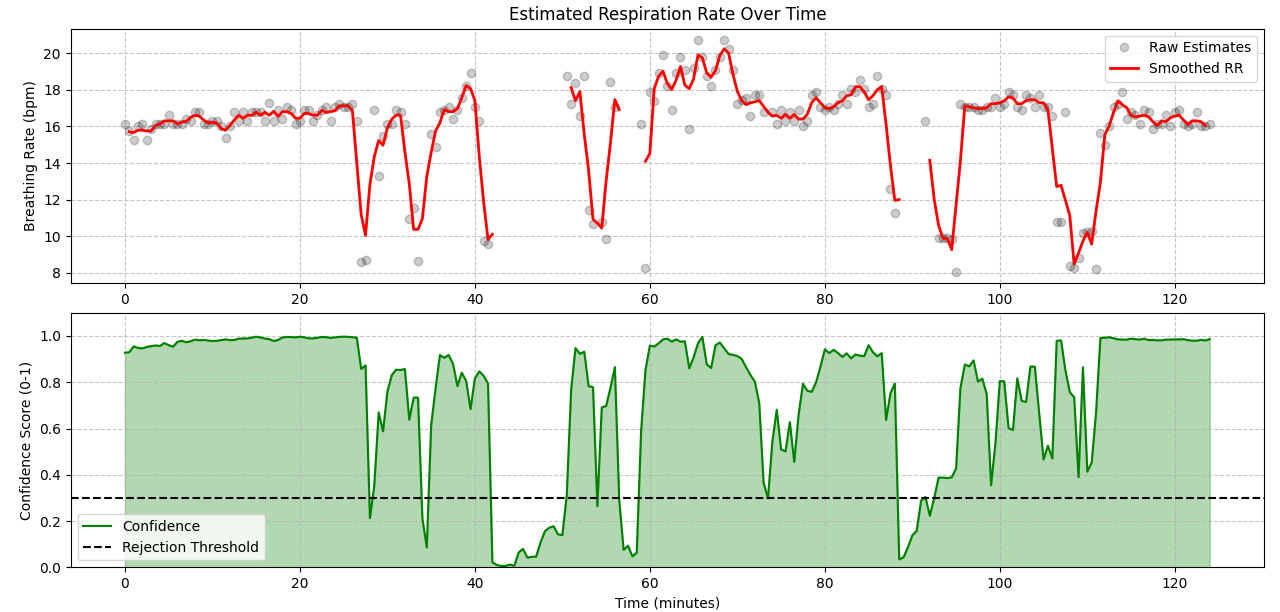 Estimated Respiration Rate Over Time
Breathing Rate (bpm)
20
18
16
14
12
10
8
Raw Estimates
Smoothed RR
0 20 40 60 80 100 120
Confidence Score (0-1)
1.0
0.8
0.6
0.4
0.2
0.0
Confidence
Rejection Threshold
0 20 40 60 80 100 120
Time (minutes)